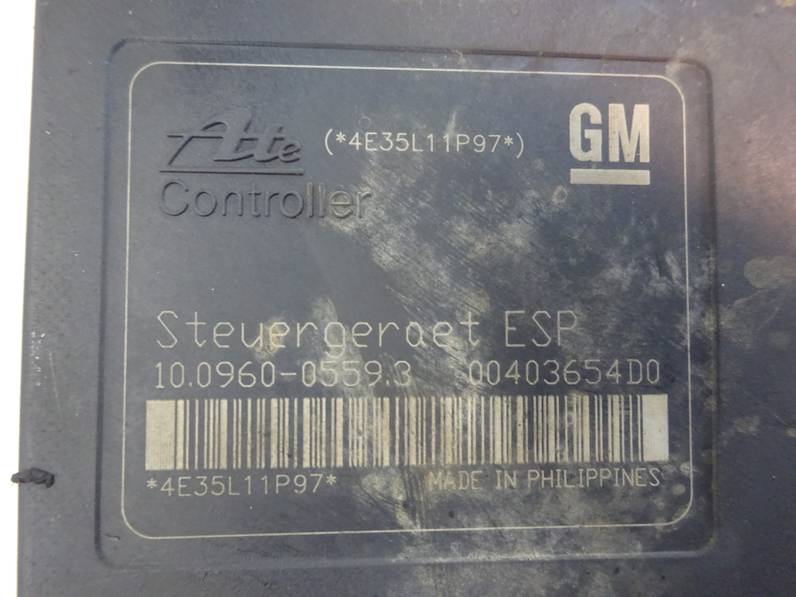 Ate (*4E35L11P97*) GM
Controller
Steuergeraet ESP
10.0960-0559.3 00403654D0
*4E35L11P97* MADE IN PHILIPPINES